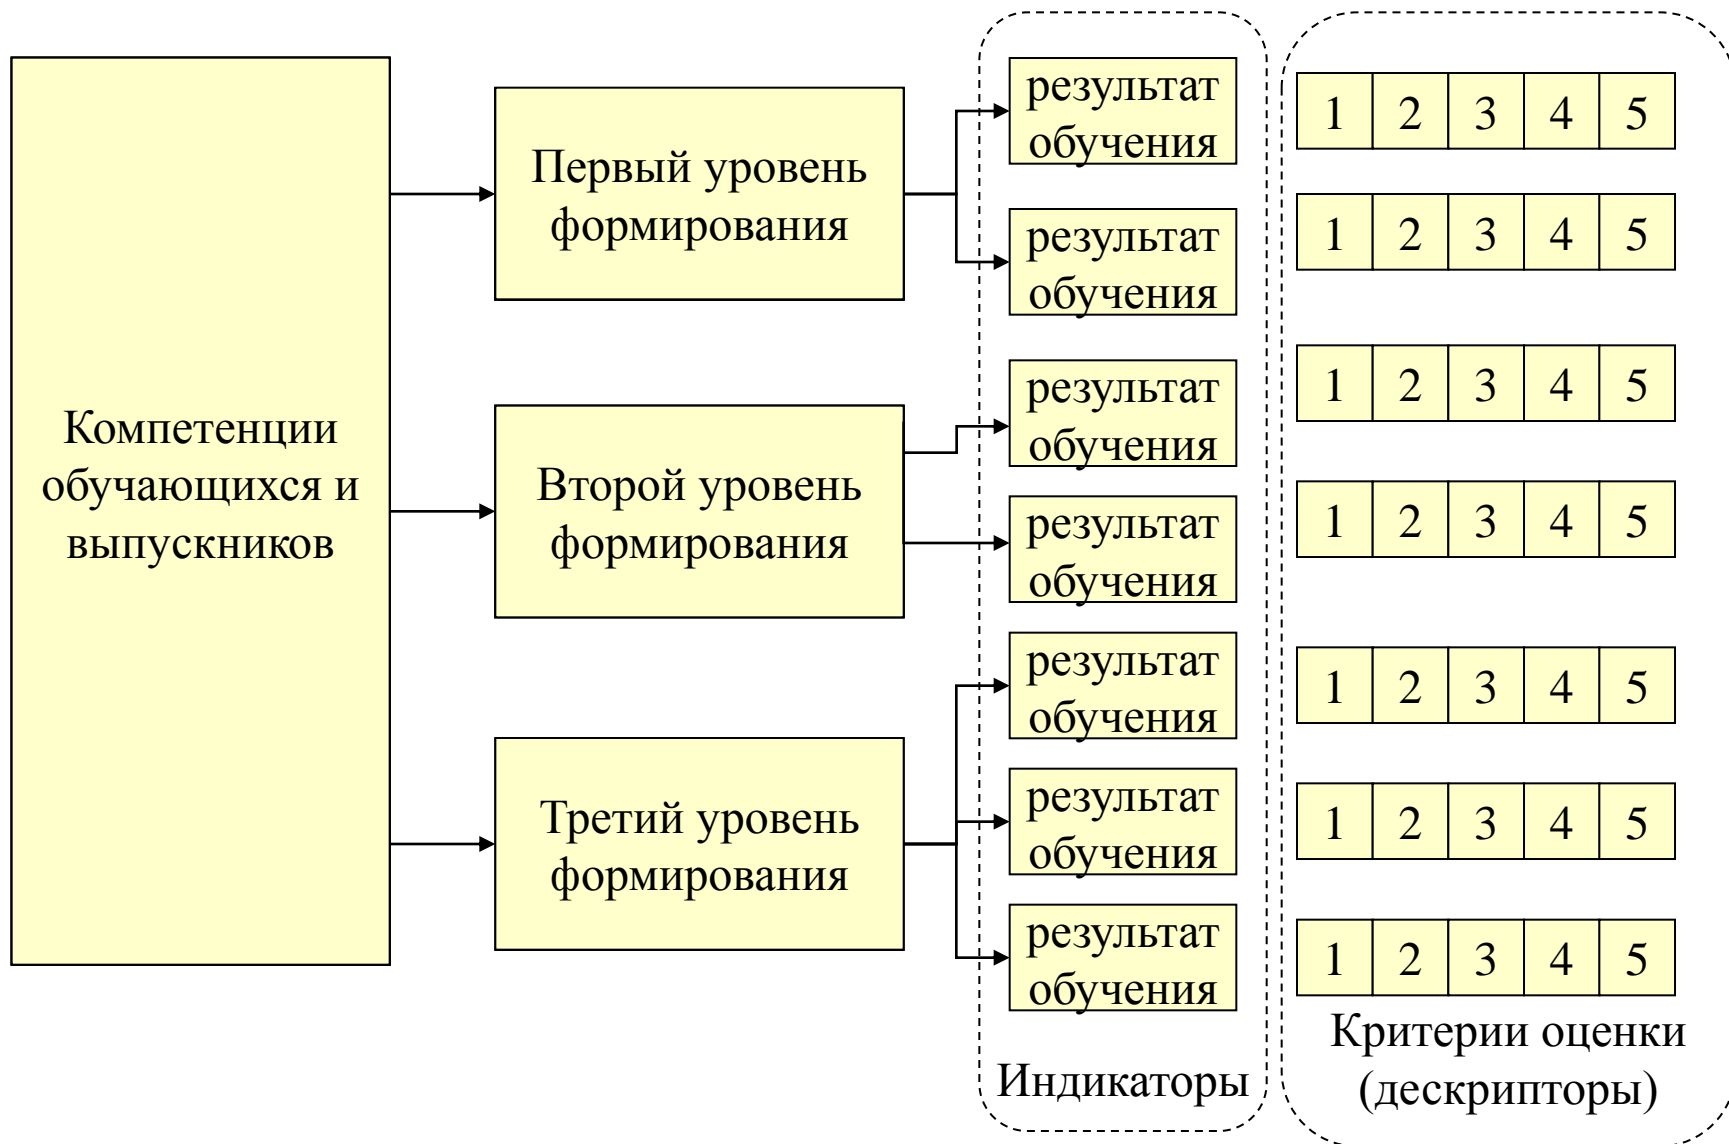 Компетенции
обучающихся и
выпускников
Первый уровень
формирования
результат
обучения
1 2 3 4 5
результат
обучения
1 2 3 4 5
Второй уровень
формирования
результат
обучения
1 2 3 4 5
результат
обучения
1 2 3 4 5
Третий уровень
формирования
результат
обучения
1 2 3 4 5
результат
обучения
1 2 3 4 5
результат
обучения
1 2 3 4 5
Индикаторы
Критерии оценки
(дескрипторы)